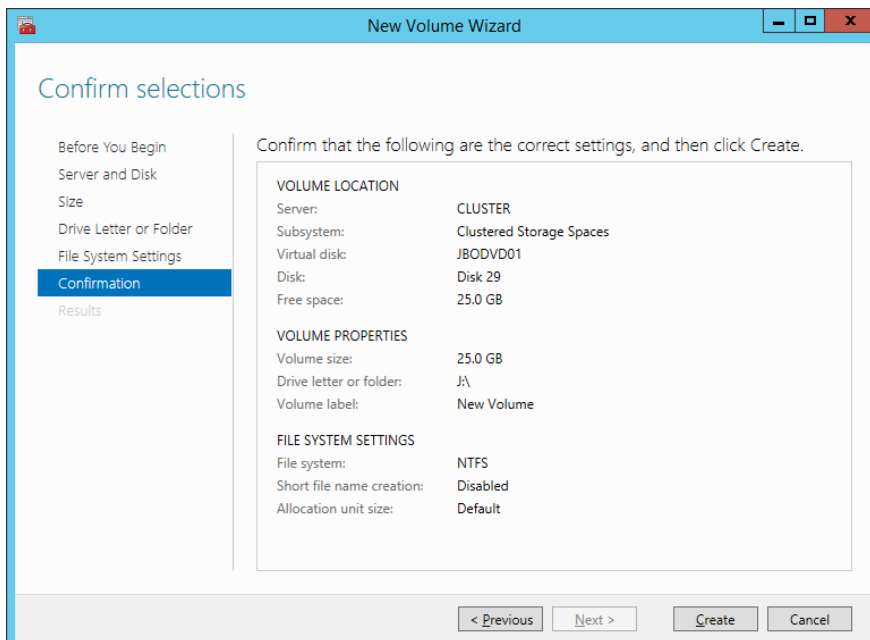 New Volume Wizard
Confirm selections
Before You Begin
Server and Disk
Size
Drive Letter or Folder
File System Settings
Confirmation
Results
Confirm that the following are the correct settings, and then click Create.
VOLUME LOCATION
Server: CLUSTER
Subsystem: Clustered Storage Spaces
Virtual disk: JBODVD01
Disk: Disk 29
Free space: 25.0 GB
VOLUME PROPERTIES
Volume size: 25.0 GB
Drive letter or folder: J:\
Volume label: New Volume
FILE SYSTEM SETTINGS
File system: NTFS
Short file name creation: Disabled
Allocation unit size: Default
< Previous Next > Create Cancel